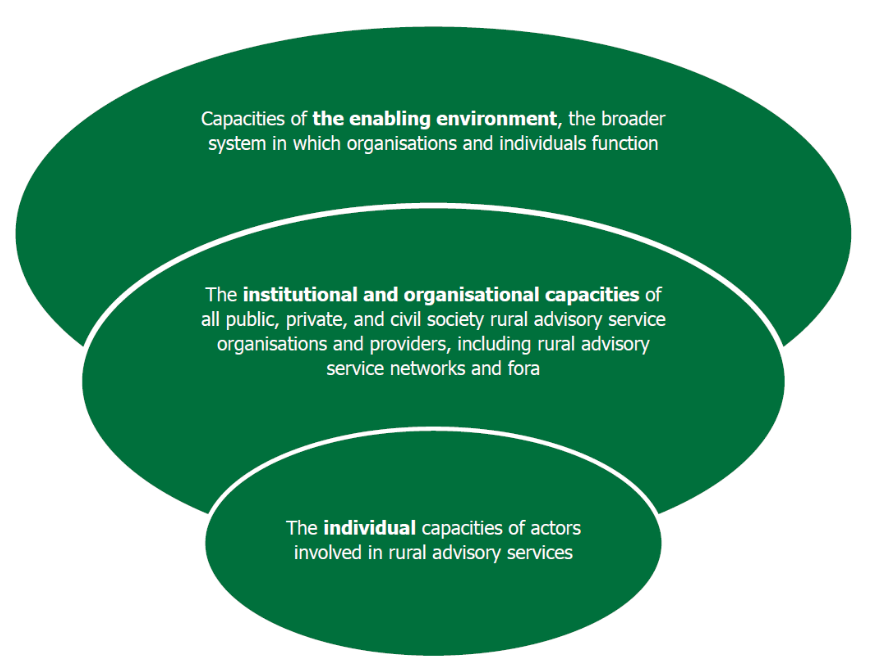 Capacities of the enabling environment, the broader
system in which organisations and individuals function
The institutional and organisational capacities of
all public, private, and civil society rural advisory service
organisations and providers, including rural advisory
service networks and fora
The individual capacities of actors
involved in rural advisory services